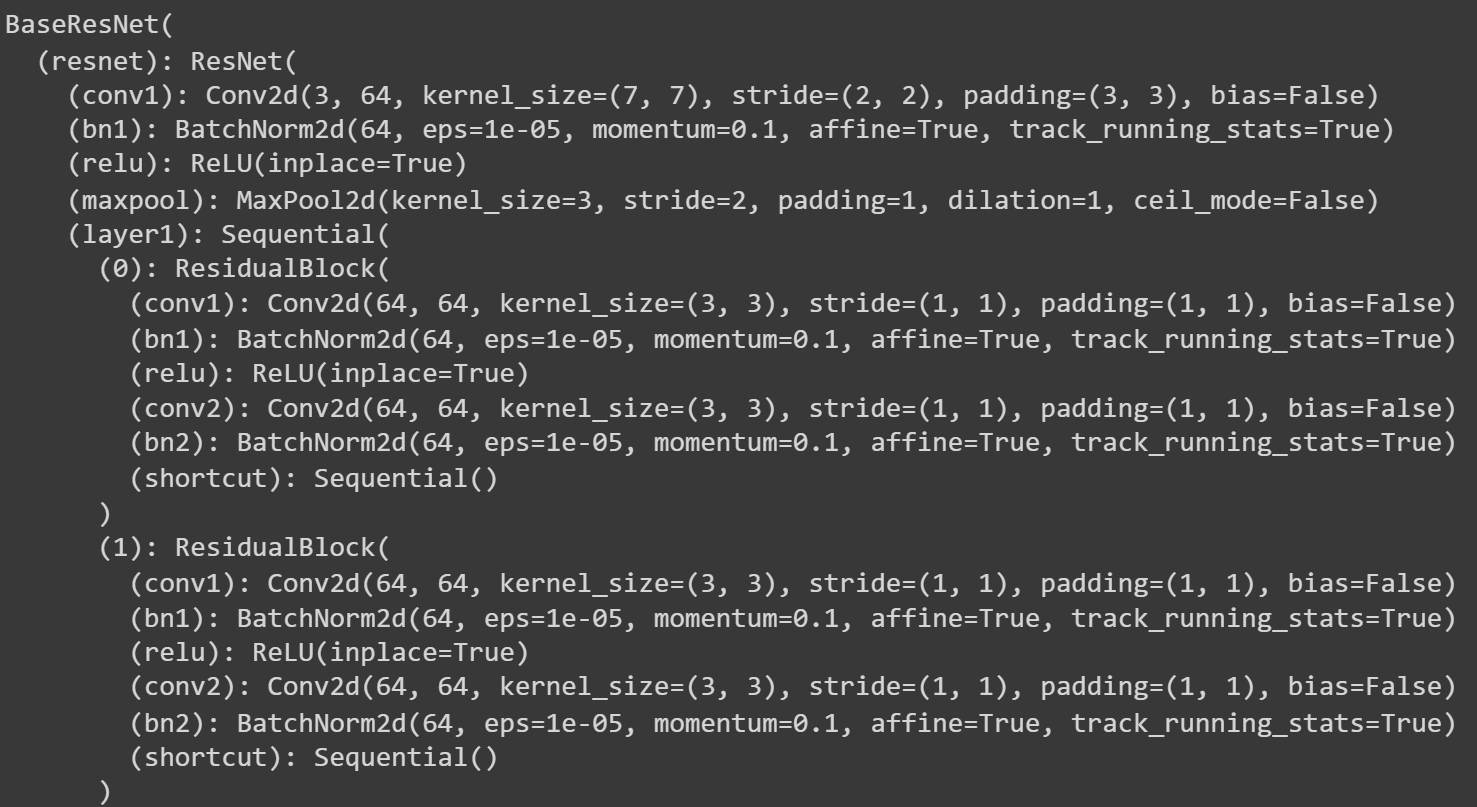 BaseResNet(
  (resnet): ResNet(
    (conv1): Conv2d(3, 64, kernel_size=(7, 7), stride=(2, 2), padding=(3, 3), bias=False)
    (bn1): BatchNorm2d(64, eps=1e-05, momentum=0.1, affine=True, track_running_stats=True)
    (relu): ReLU(inplace=True)
    (maxpool): MaxPool2d(kernel_size=3, stride=2, padding=1, dilation=1, ceil_mode=False)
    (layer1): Sequential(
      (0): ResidualBlock(
        (conv1): Conv2d(64, 64, kernel_size=(3, 3), stride=(1, 1), padding=(1, 1), bias=False)
        (bn1): BatchNorm2d(64, eps=1e-05, momentum=0.1, affine=True, track_running_stats=True)
        (relu): ReLU(inplace=True)
        (conv2): Conv2d(64, 64, kernel_size=(3, 3), stride=(1, 1), padding=(1, 1), bias=False)
        (bn2): BatchNorm2d(64, eps=1e-05, momentum=0.1, affine=True, track_running_stats=True)
        (shortcut): Sequential()
      )
      (1): ResidualBlock(
        (conv1): Conv2d(64, 64, kernel_size=(3, 3), stride=(1, 1), padding=(1, 1), bias=False)
        (bn1): BatchNorm2d(64, eps=1e-05, momentum=0.1, affine=True, track_running_stats=True)
        (relu): ReLU(inplace=True)
        (conv2): Conv2d(64, 64, kernel_size=(3, 3), stride=(1, 1), padding=(1, 1), bias=False)
        (bn2): BatchNorm2d(64, eps=1e-05, momentum=0.1, affine=True, track_running_stats=True)
        (shortcut): Sequential()
      )